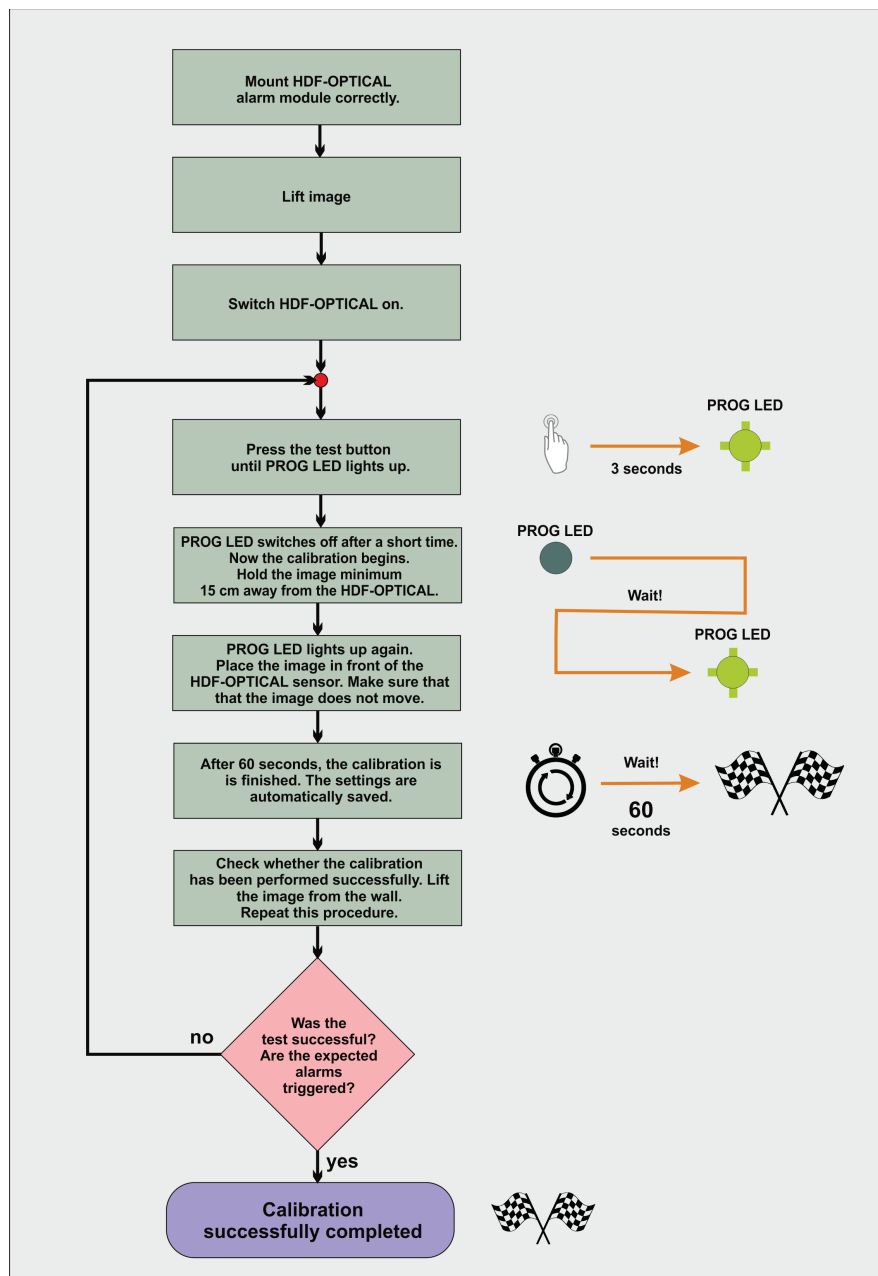 Mount HDF-OPTICAL
alarm module correctly.
Lift image
Switch HDF-OPTICAL on.
Press the test button
until PROG LED lights up.
3 seconds
PROG LED
PROG LED switches off after a short time.
Now the calibration begins.
Hold the image minimum
15 cm away from the HDF-OPTICAL.
PROG LED
Wait!
PROG LED
PROG LED lights up again.
Place the image in front of the
HDF-OPTICAL sensor. Make sure that
that the image does not move.
After 60 seconds, the calibration is
is finished. The settings are
automatically saved.
Wait!
60
seconds
Check whether the calibration
has been performed successfully. Lift
the image from the wall.
Repeat this procedure.
Was the
test successful?
Are the expected
alarms
triggered?
no
yes
Calibration
successfully completed